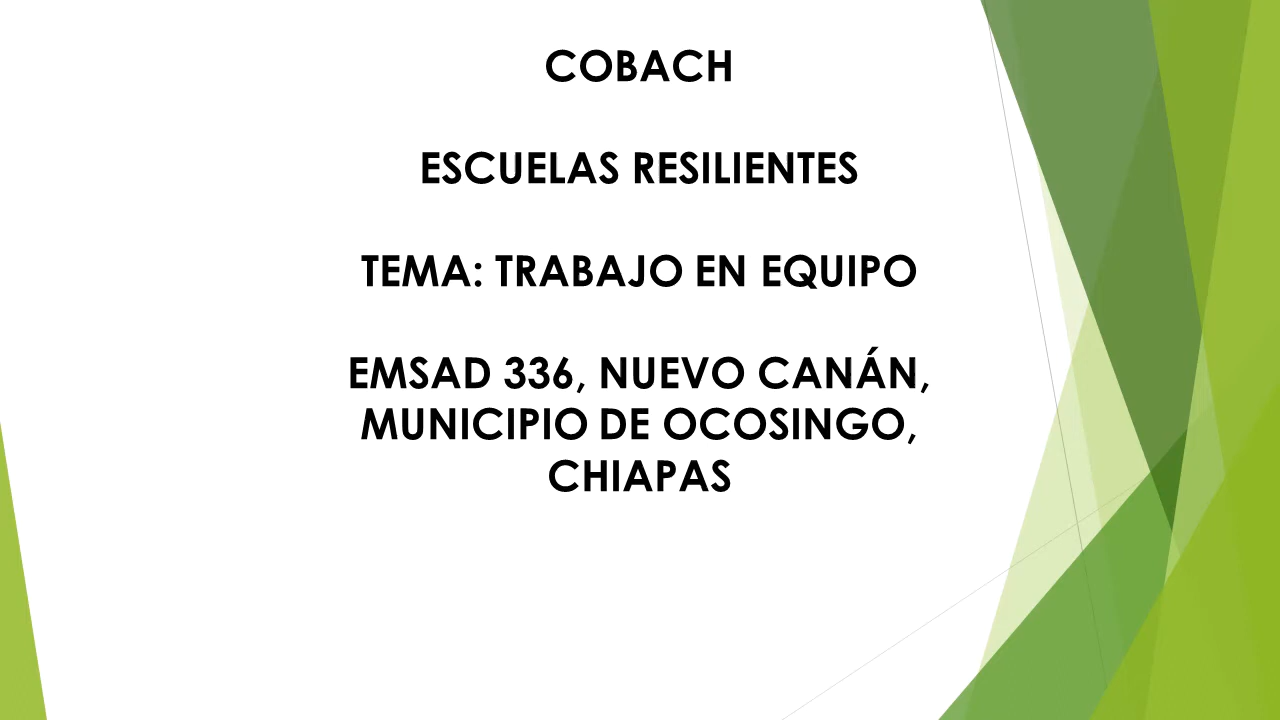 COBACH
ESCUELAS RESILIENTES
TEMA: TRABAJO EN EQUIPO
EMSAD 336, NUEVO CANÁN,
MUNICIPIO DE OCOSINGO,
CHIAPAS